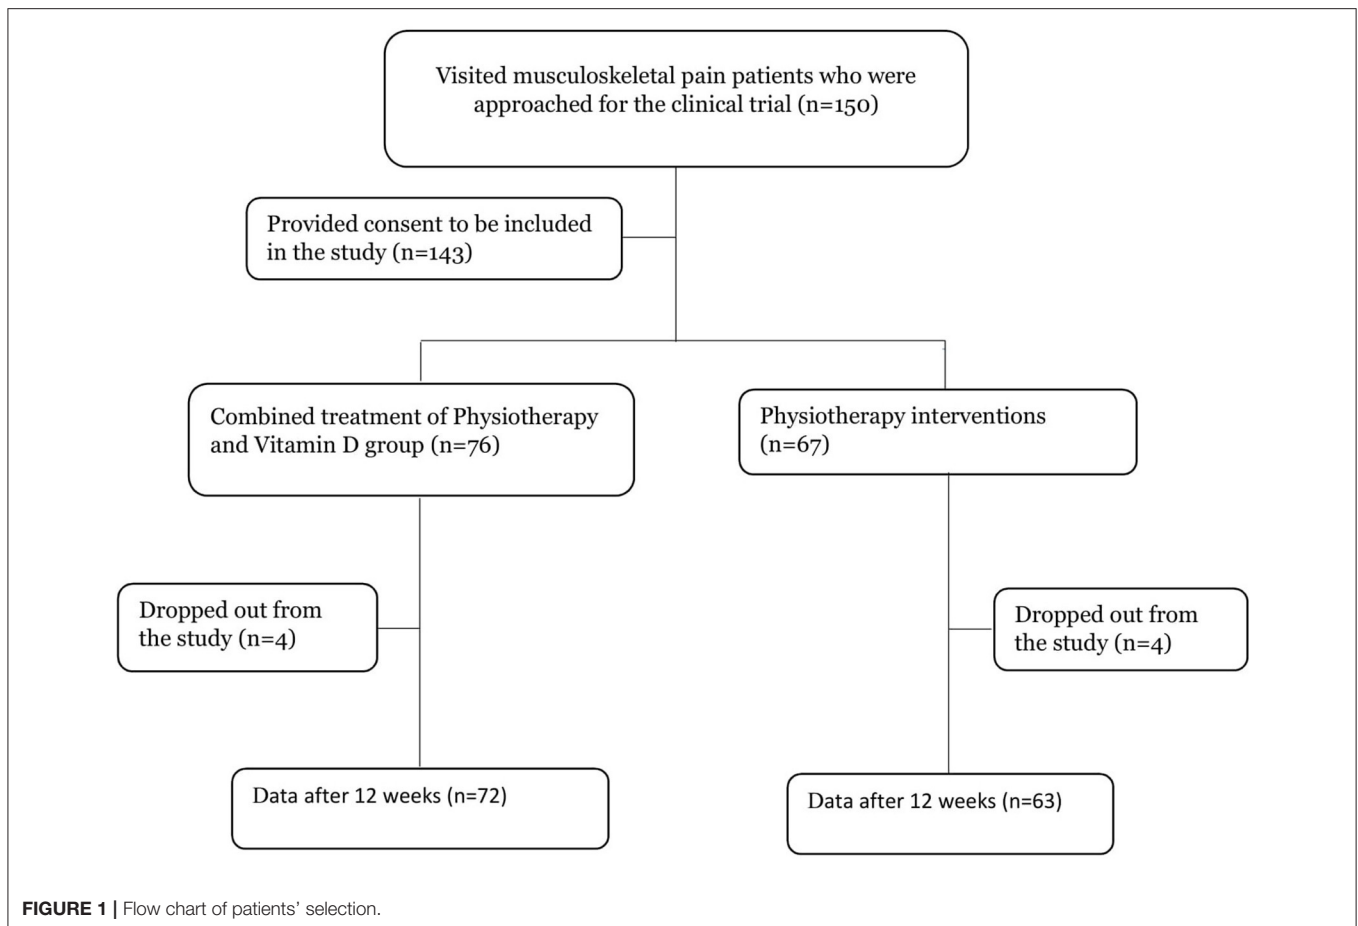 Visited musculoskeletal pain patients who were
approached for the clinical trial (n=150)
Provided consent to be included
in the study (n=143)
Combined treatment of Physiotherapy
and Vitamin D group (n=76)
Physiotherapy interventions
(n=67)
Dropped out from
the study (n=4)
Dropped out from
the study (n=4)
Data after 12 weeks (n=72)
Data after 12 weeks (n=63)
FIGURE 1 | Flow chart of patients' selection.